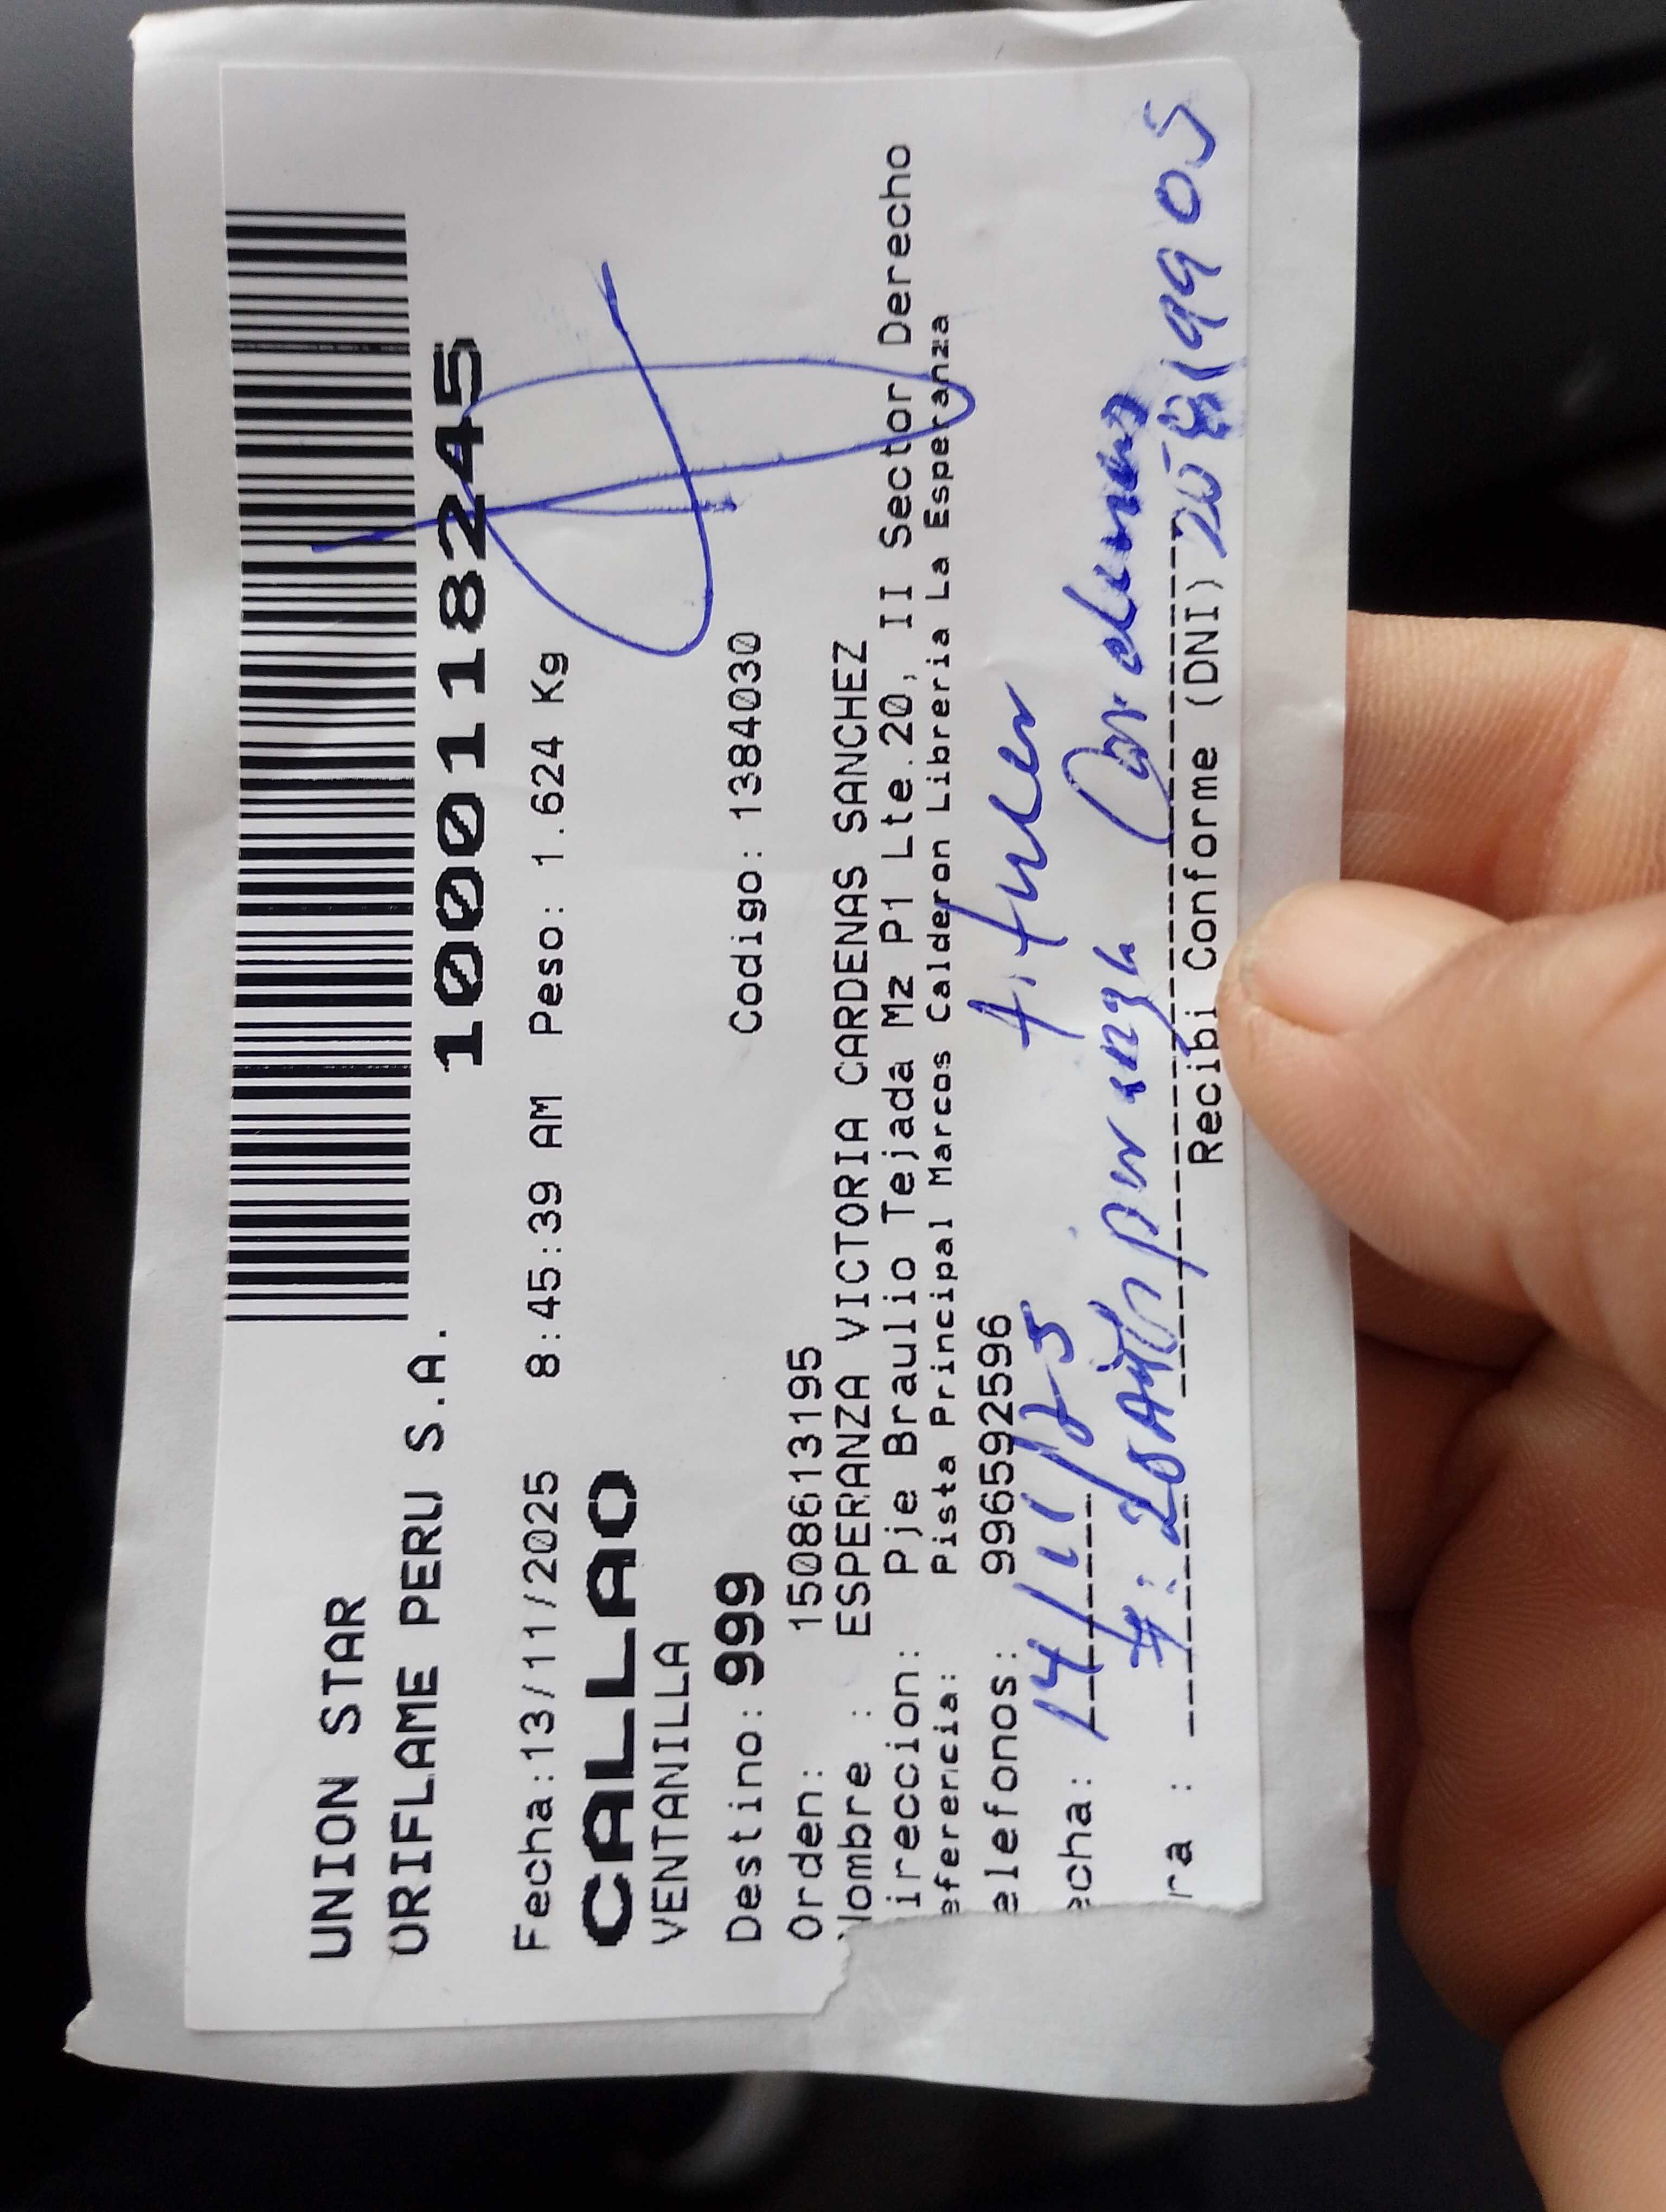 UNION STAR
ORIFLAME PERU S.A.
1000118245
Fecha:13/11/2025 8:45:39 AM Peso: 1.624 Kg
CALLAO
VENTANILLA
Destino: 999 Codigo: 1384030
Orden: 1508613195
Nombre : ESPERANZA VICTORIA CARDENAS SANCHEZ
ireccion: Pje Braulio Tejada Mz P1 Lte.20, II Sector Derecho
eferencia: Pista Principal Marcos Calderon Libreria La Esperanza
elefonos: 996592596
echa: 14/11/25
ra :
Recibi Conforme (DNI)